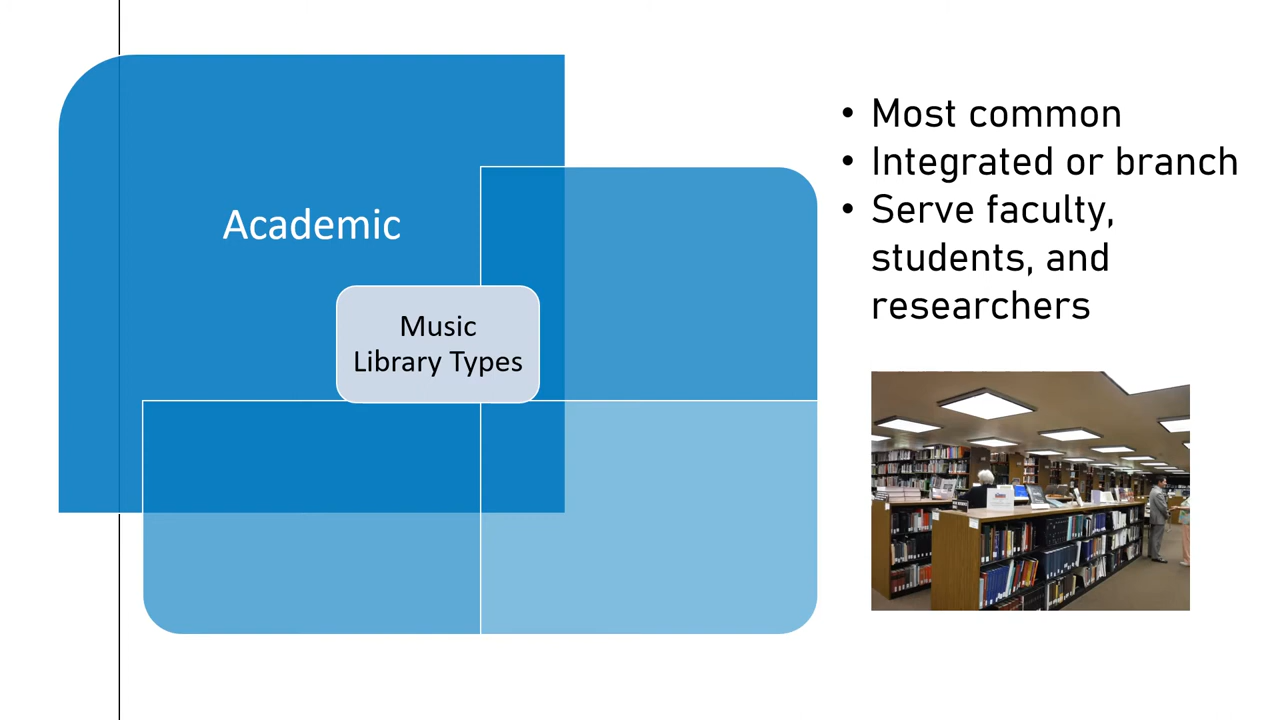 Academic
Music
Library Types
• Most common
• Integrated or branch
• Serve faculty,
students, and
researchers